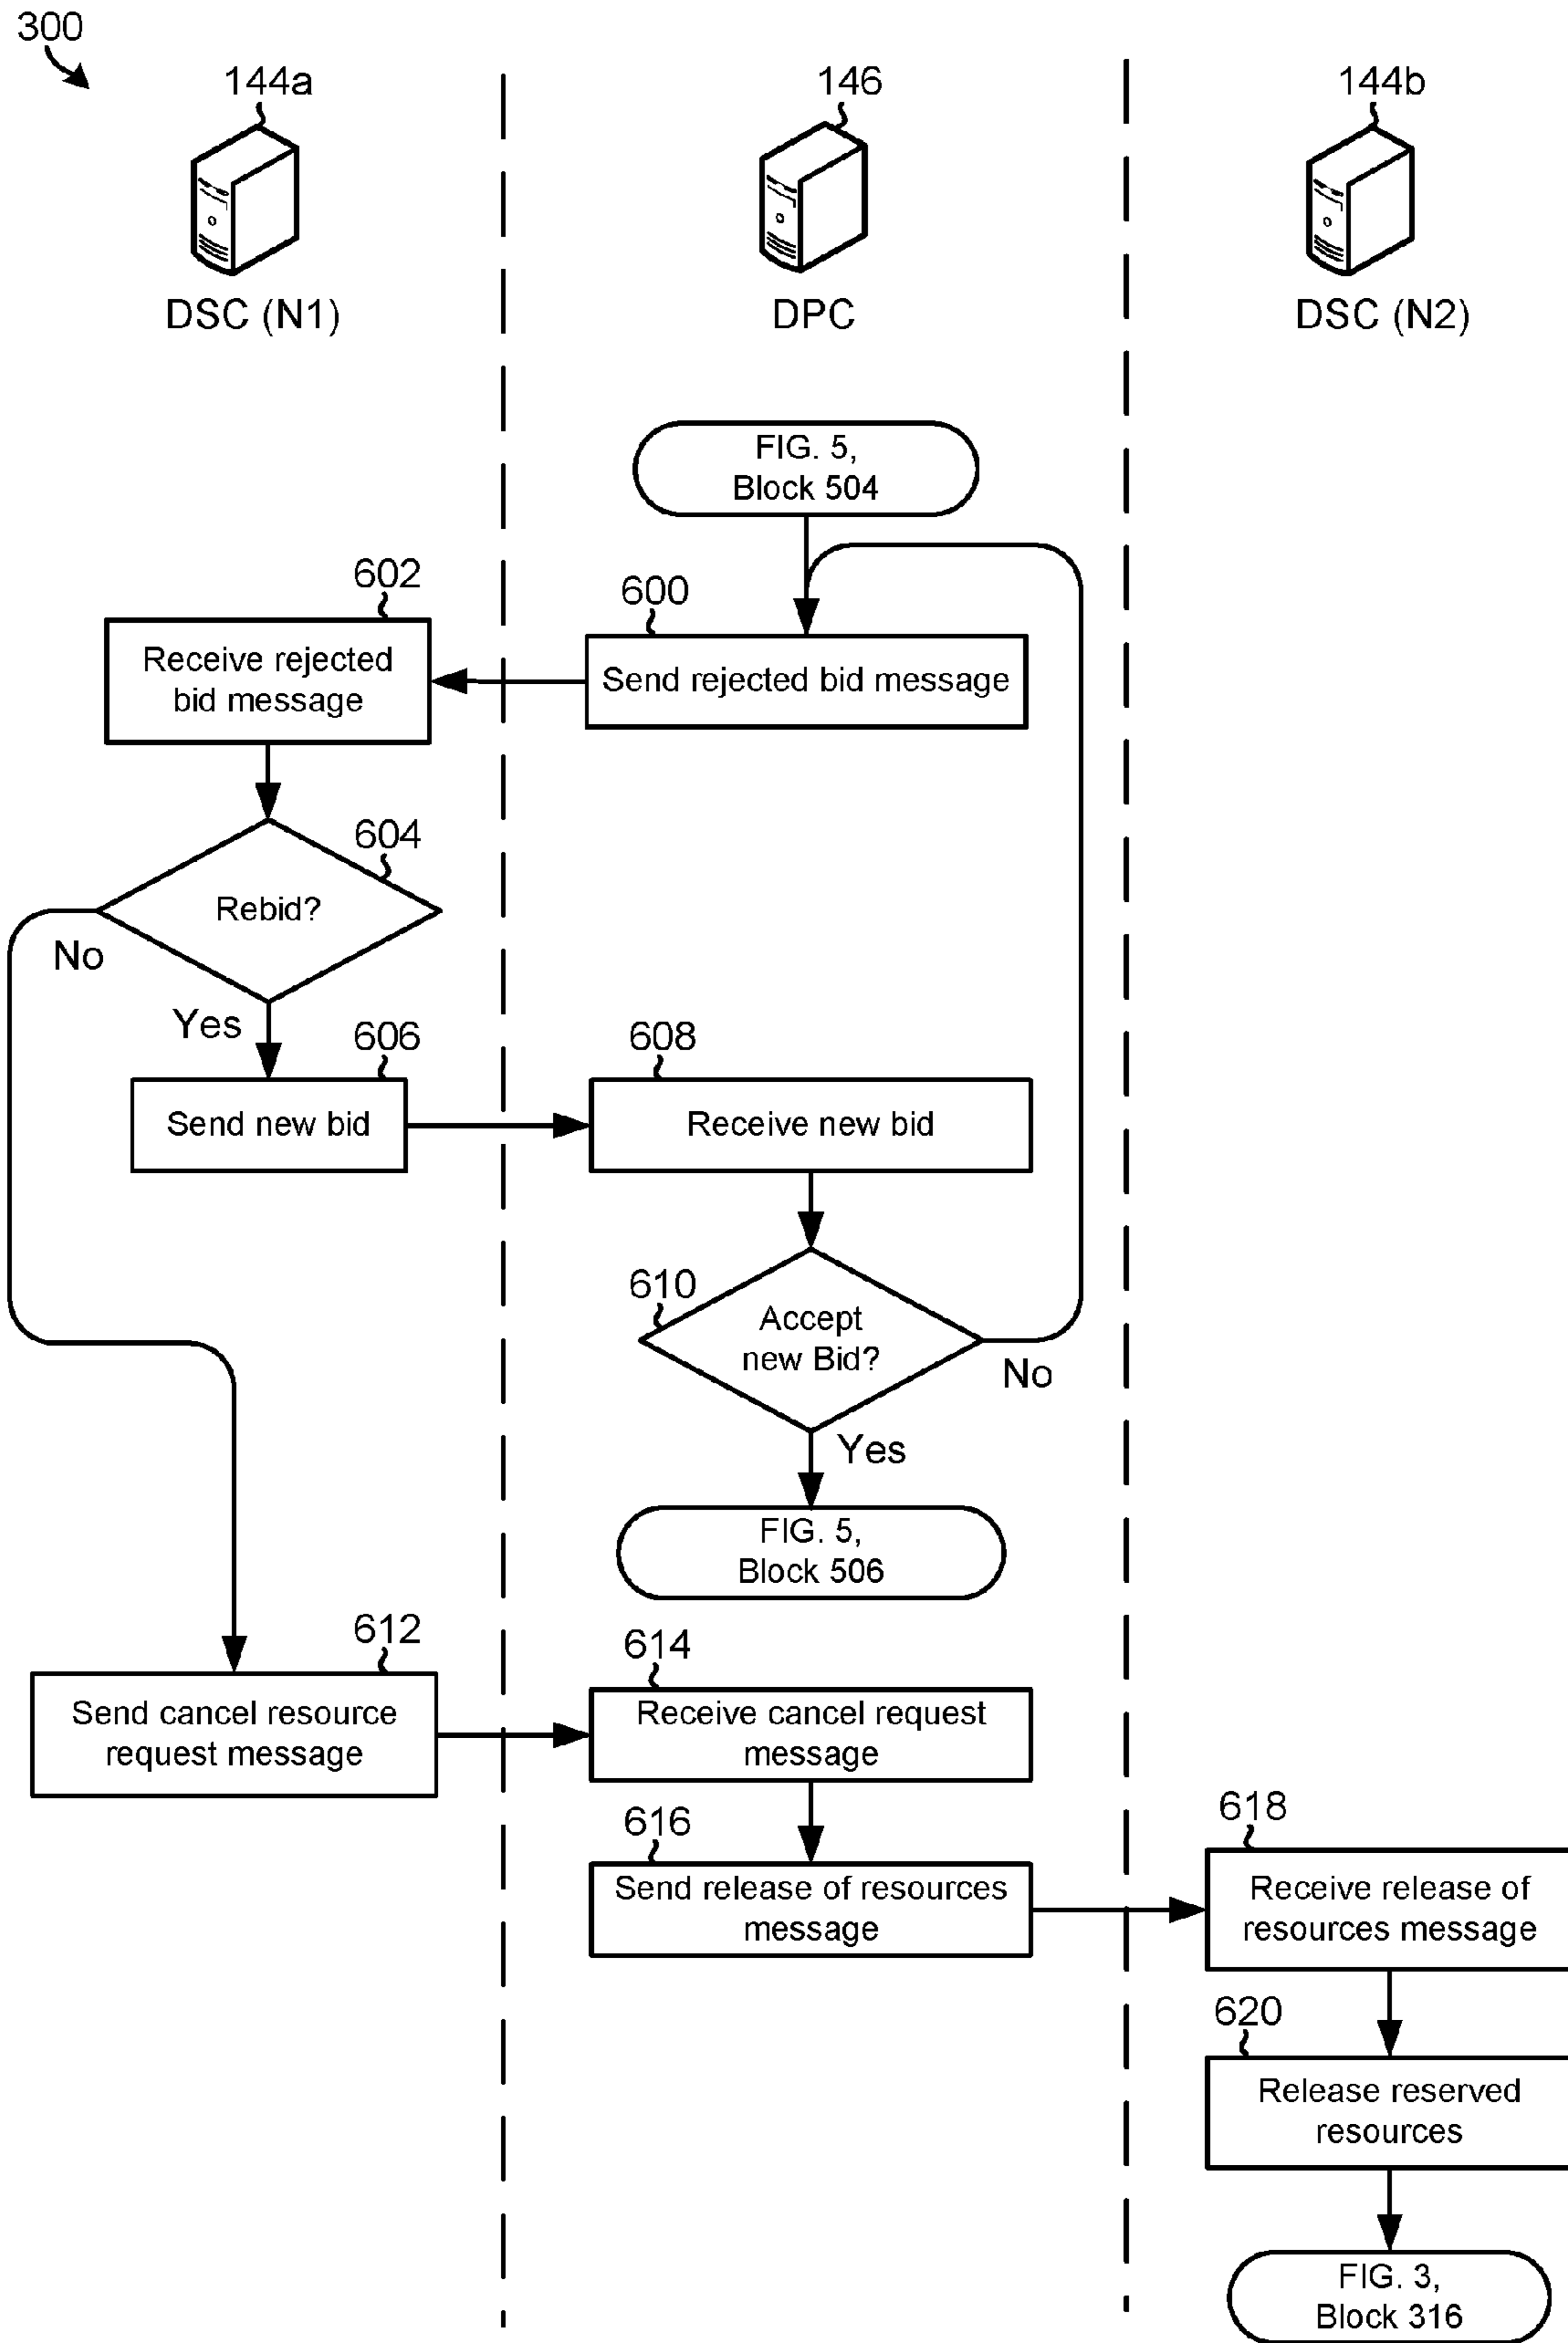 300
144a
146
144b
DSC (N1)
DPC
DSC (N2)
FIG. 5,
Block 504
602
600
Receive rejected
bid message
Send rejected bid message
604
Rebid?
No
Yes
606
608
Send new bid
Receive new bid
610
Accept
new Bid?
No
Yes
FIG. 5,
Block 506
612
614
Send cancel resource
request message
Receive cancel request
message
616
618
Send release of resources
message
Receive release of
resources message
620
Release reserved
resources
FIG. 3,
Block 316